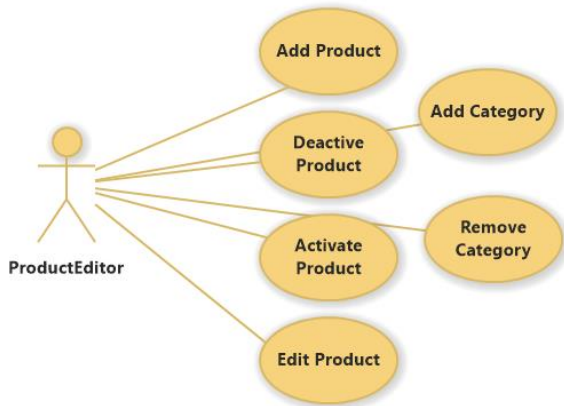 Add Product
Add Category
Deactive
Product
ProductEditor
Remove
Category
Activate
Product
Edit Product